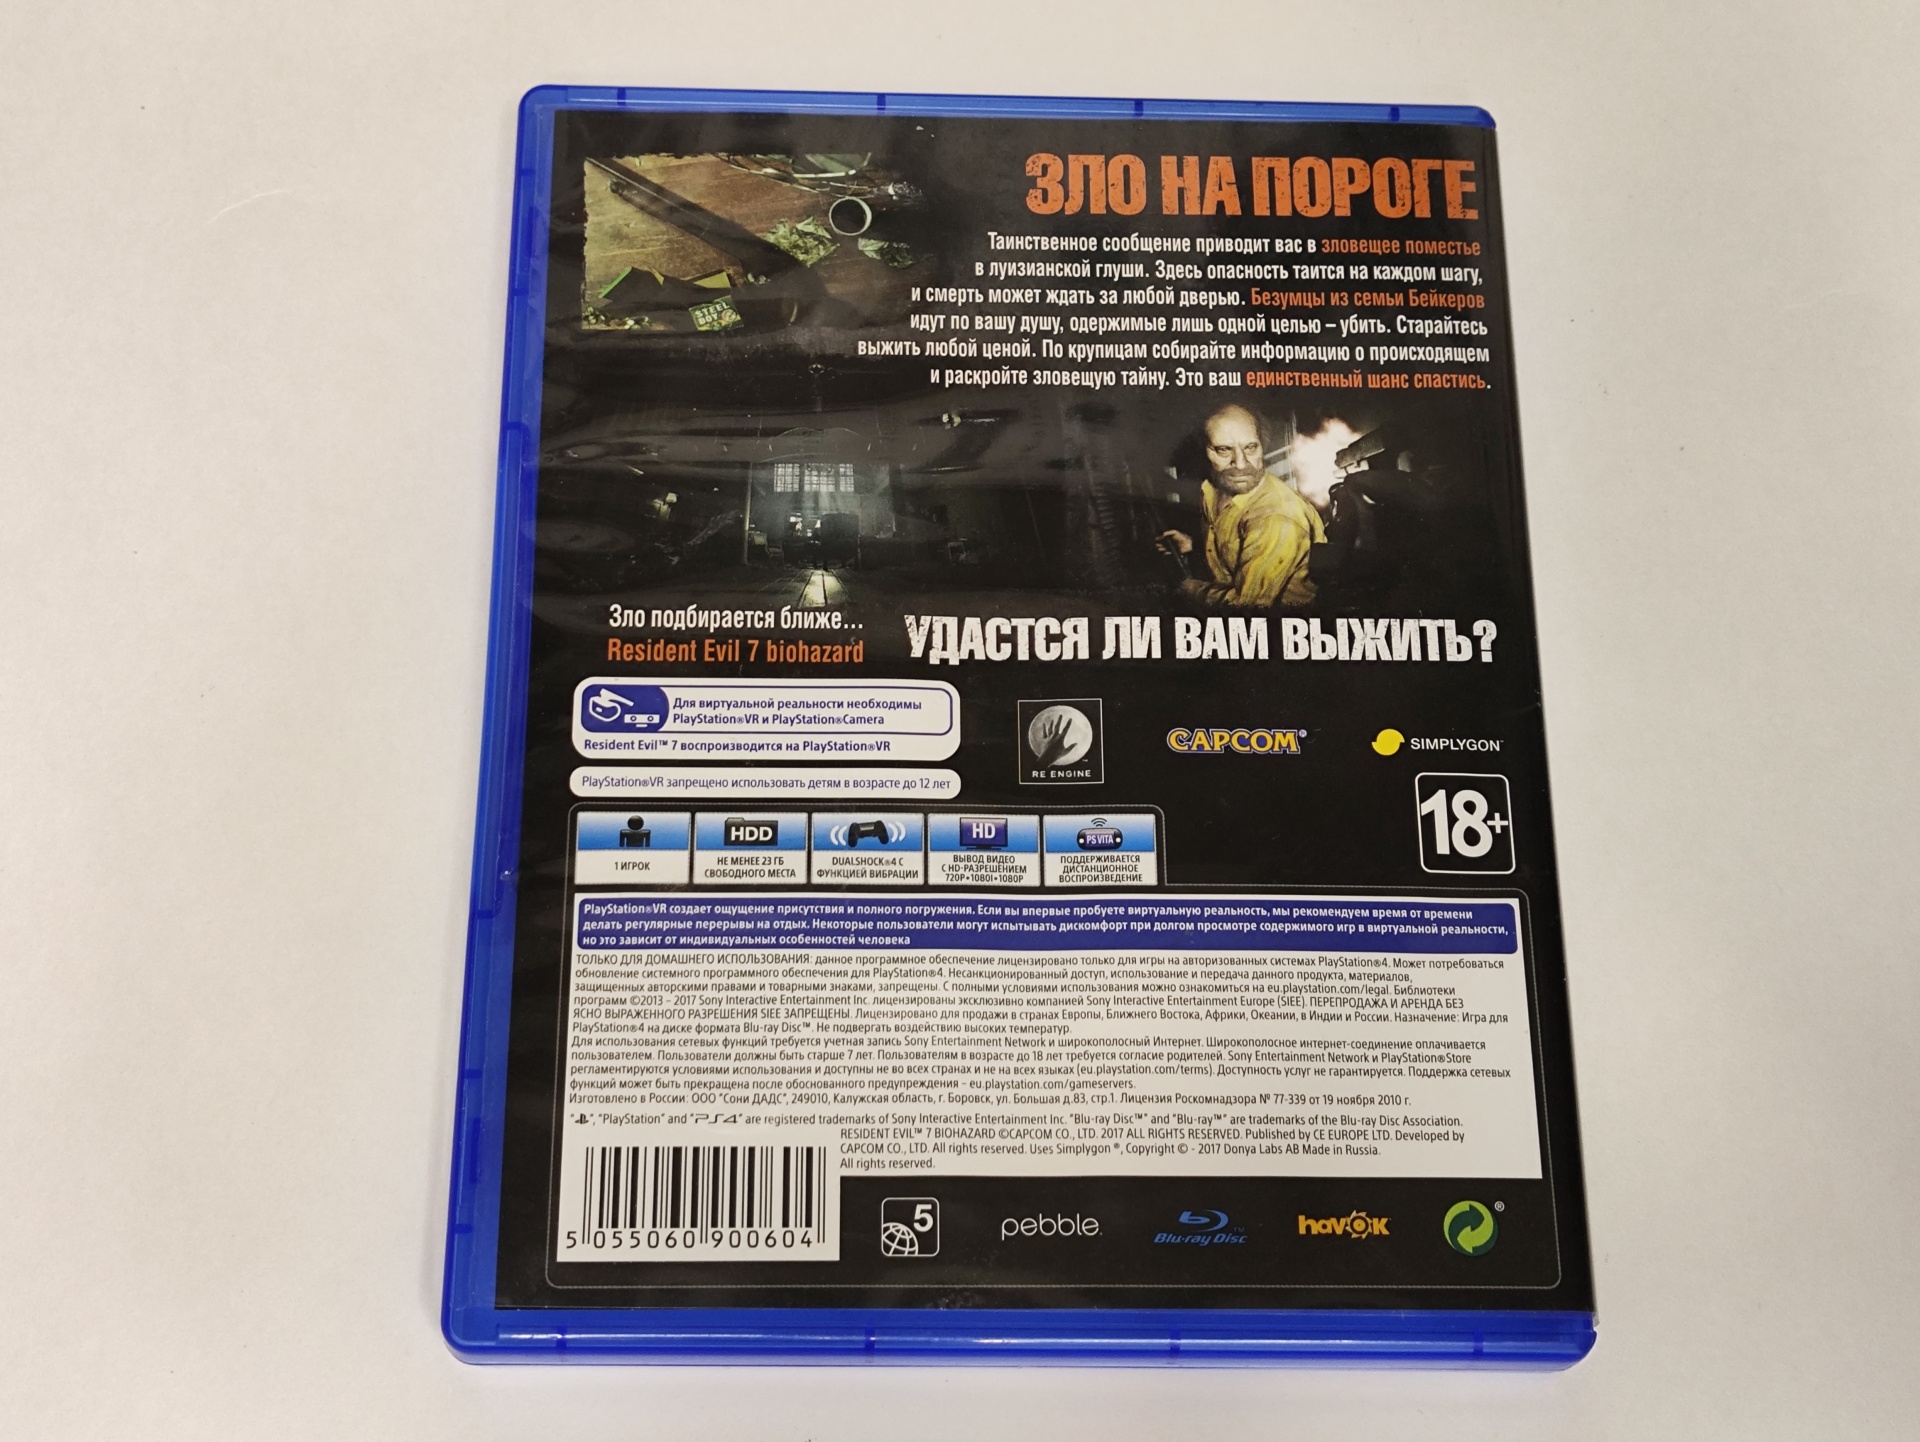 ЗЛО НА ПОРОГЕ
Таинственное сообщение приводит вас в зловещее поместье
в луизианской глуши. Здесь опасность таится на каждом шагу,
и смерть может ждать за любой дверью. Безумцы из семьи Бейкеров
идут по вашу душу, одержимые лишь одной целью – убить. Старайтесь
выжить любой ценой. По крупицам собирайте информацию о происходящем
и раскройте зловещую тайну. Это ваш единственный шанс спастись.
STEEL
BOY
Зло подбирается ближе...
Resident Evil 7 biohazard
УДАСТСЯ ЛИ ВАМ ВЫЖИТЬ?
Для виртуальной реальности необходимы
PlayStation®VR и PlayStation®Camera
Resident Evil™ 7 воспроизводится на PlayStation®VR
PlayStation®VR запрещено использовать детям в возрасте до 12 лет
RE ENGINE
CAPCOM®
SIMPLYGON™
18+
1 ИГРОК
HDD
НЕ МЕНЕЕ 23 ГБ
СВОБОДНОГО МЕСТА
DUALSHOCK®4 С
ФУНКЦИЕЙ ВИБРАЦИИ
HD
ВЫВОД ВИДЕО
С HD-РАЗРЕШЕНИЕМ
720P•1080I•1080P
PS VITA
ПОДДЕРЖИВАЕТСЯ
ДИСТАНЦИОННОЕ
ВОСПРОИЗВЕДЕНИЕ
PlayStation®VR создает ощущение присутствия и полного погружения. Если вы впервые пробуете виртуальную реальность, мы рекомендуем время от времени
делать регулярные перерывы на отдых. Некоторые пользователи могут испытывать дискомфорт при долгом просмотре содержимого игр в виртуальной реальности,
но это зависит от индивидуальных особенностей человека
ТОЛЬКО ДЛЯ ДОМАШНЕГО ИСПОЛЬЗОВАНИЯ: данное программное обеспечение лицензировано только для игры на авторизованных системах PlayStation®4. Может потребоваться
обновление системного программного обеспечения для PlayStation®4. Несанкционированный доступ, использование и передача данного продукта, материалов,
защищенных авторскими правами и товарными знаками, запрещены. С полными условиями использования можно ознакомиться на eu.playstation.com/legal. Библиотеки
программ ©2013 - 2017 Sony Interactive Entertainment Inc. лицензированы эксклюзивно компанией Sony Interactive Entertainment Europe (SIEE). ПЕРЕПРОДАЖА И АРЕНДА БЕЗ
ЯСНО ВЫРАЖЕННОГО РАЗРЕШЕНИЯ SIEE ЗАПРЕЩЕНЫ. Лицензировано для продажи в странах Европы, Ближнего Востока, Африки, Океании, в Индии и России. Назначение: Игра для
PlayStation®4 на диске формата Blu-ray Disc™. Не подвергать воздействию высоких температур.
Для использования сетевых функций требуется учетная запись Sony Entertainment Network и широкополосный Интернет. Широкополосное интернет-соединение оплачивается
пользователем. Пользователи должны быть старше 7 лет. Пользователям в возрасте до 18 лет требуется согласие родителей. Sony Entertainment Network и PlayStation®Store
регламентируются условиями использования и доступны не во всех странах и не на всех языках (eu.playstation.com/terms). Доступность услуг не гарантируется. Поддержка сетевых
функций может быть прекращена после обоснованного предупреждения – eu.playstation.com/gameservers.
Изготовлено в России: ООО "Сони ДАДС", 249010, Калужская область, г. Боровск, ул. Большая д.83, стр.1. Лицензия Роскомнадзора № 77-339 от 19 ноября 2010 г.
"PlayStation" and "PS4" are registered trademarks of Sony Interactive Entertainment Inc. "Blu-ray Disc™" and "Blu-ray™" are trademarks of the Blu-ray Disc Association.
RESIDENT EVIL™ 7 BIOHAZARD ©CAPCOM CO., LTD. 2017 ALL RIGHTS RESERVED. Published by CE EUROPE LTD. Developed by
CAPCOM CO., LTD. All rights reserved. Uses Simplygon ®, Copyright © - 2017 Donya Labs AB Made in Russia.
All rights reserved.
5 055060 900604
5
pebble.
Blu-ray Disc™
havok
®